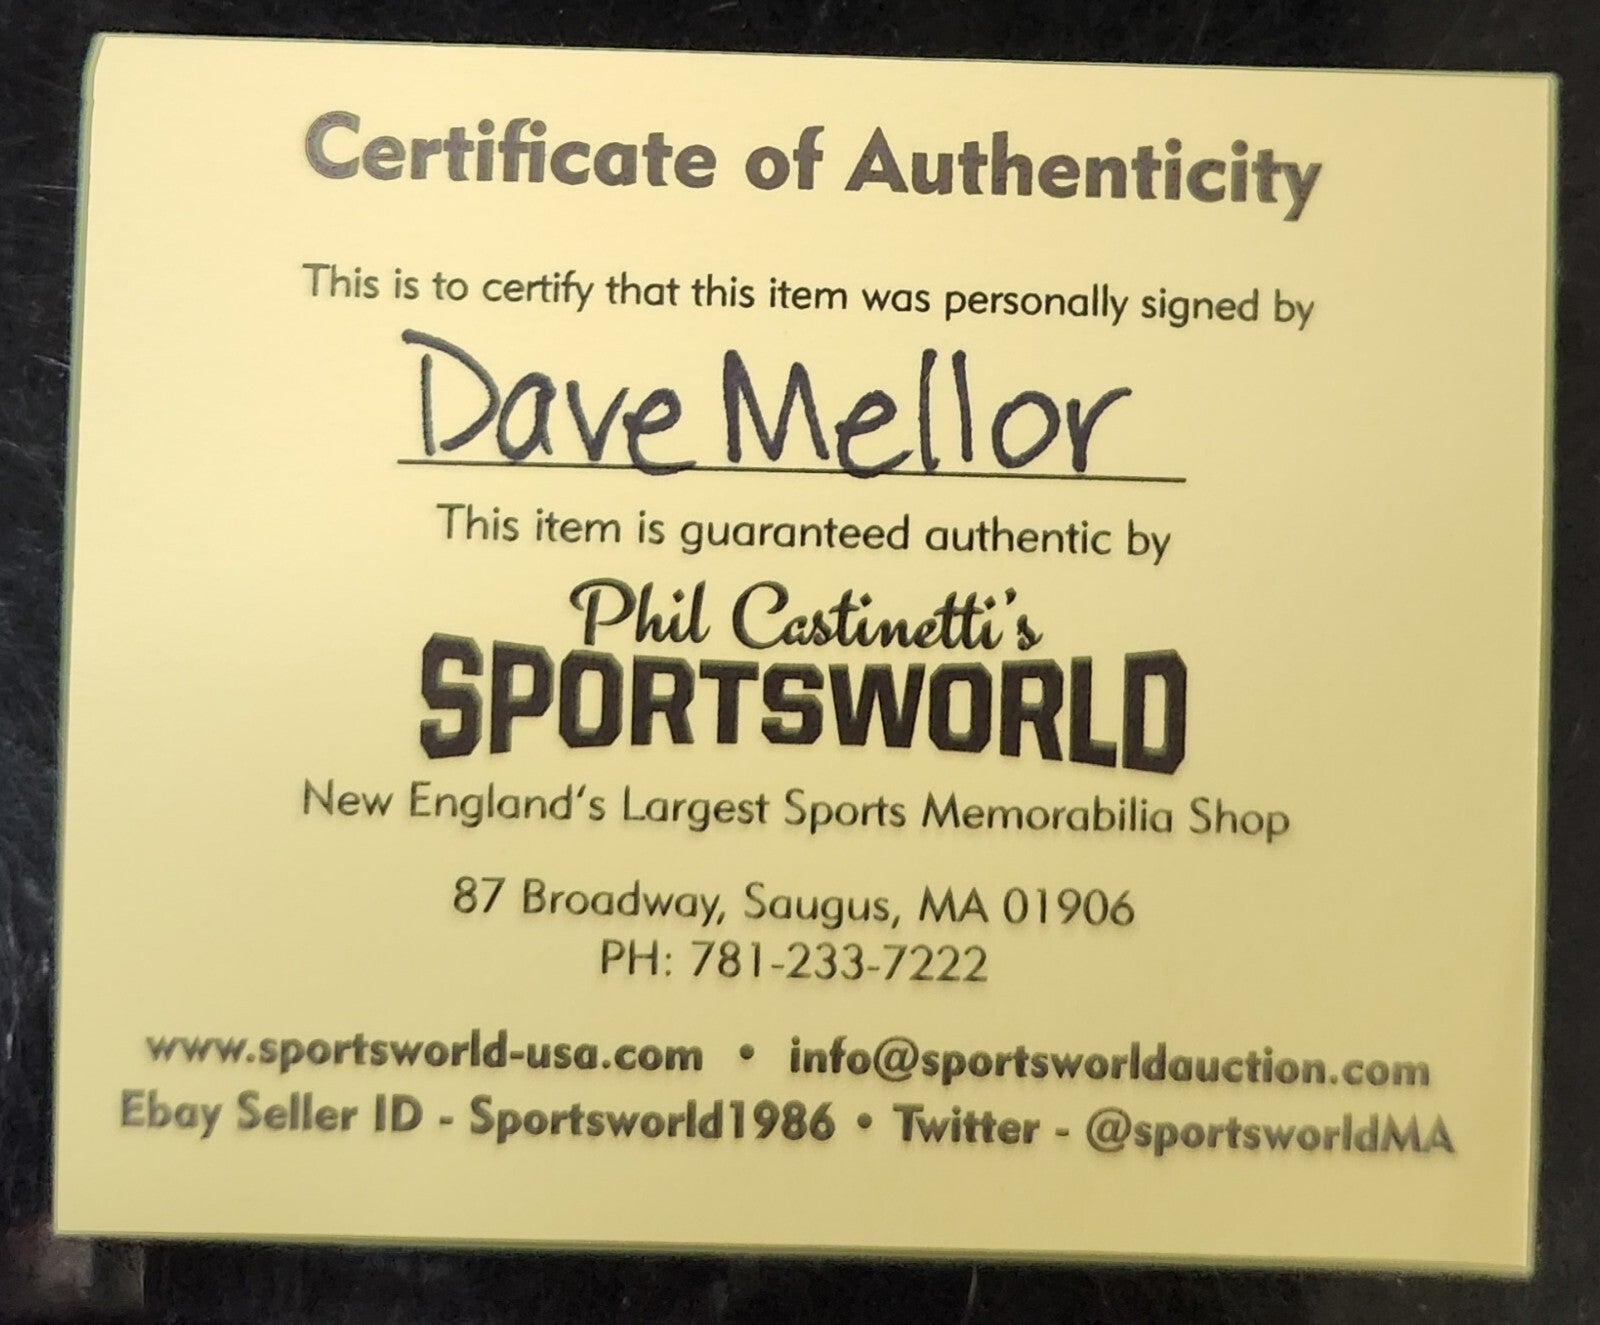 Certificate of Authenticity
This is to certify that this item was personally signed by
Dave Mellor
This item is guaranteed authentic by
Phil Castinetti's
SPORTSWORLD
New England's Largest Sports Memorabilia Shop
87 Broadway, Saugus, MA 01906
PH: 781-233-7222
www.sportsworld-usa.com • info@sportsworldauction.com
Ebay Seller ID - Sportsworld1986 • Twitter - @sportsworldMA